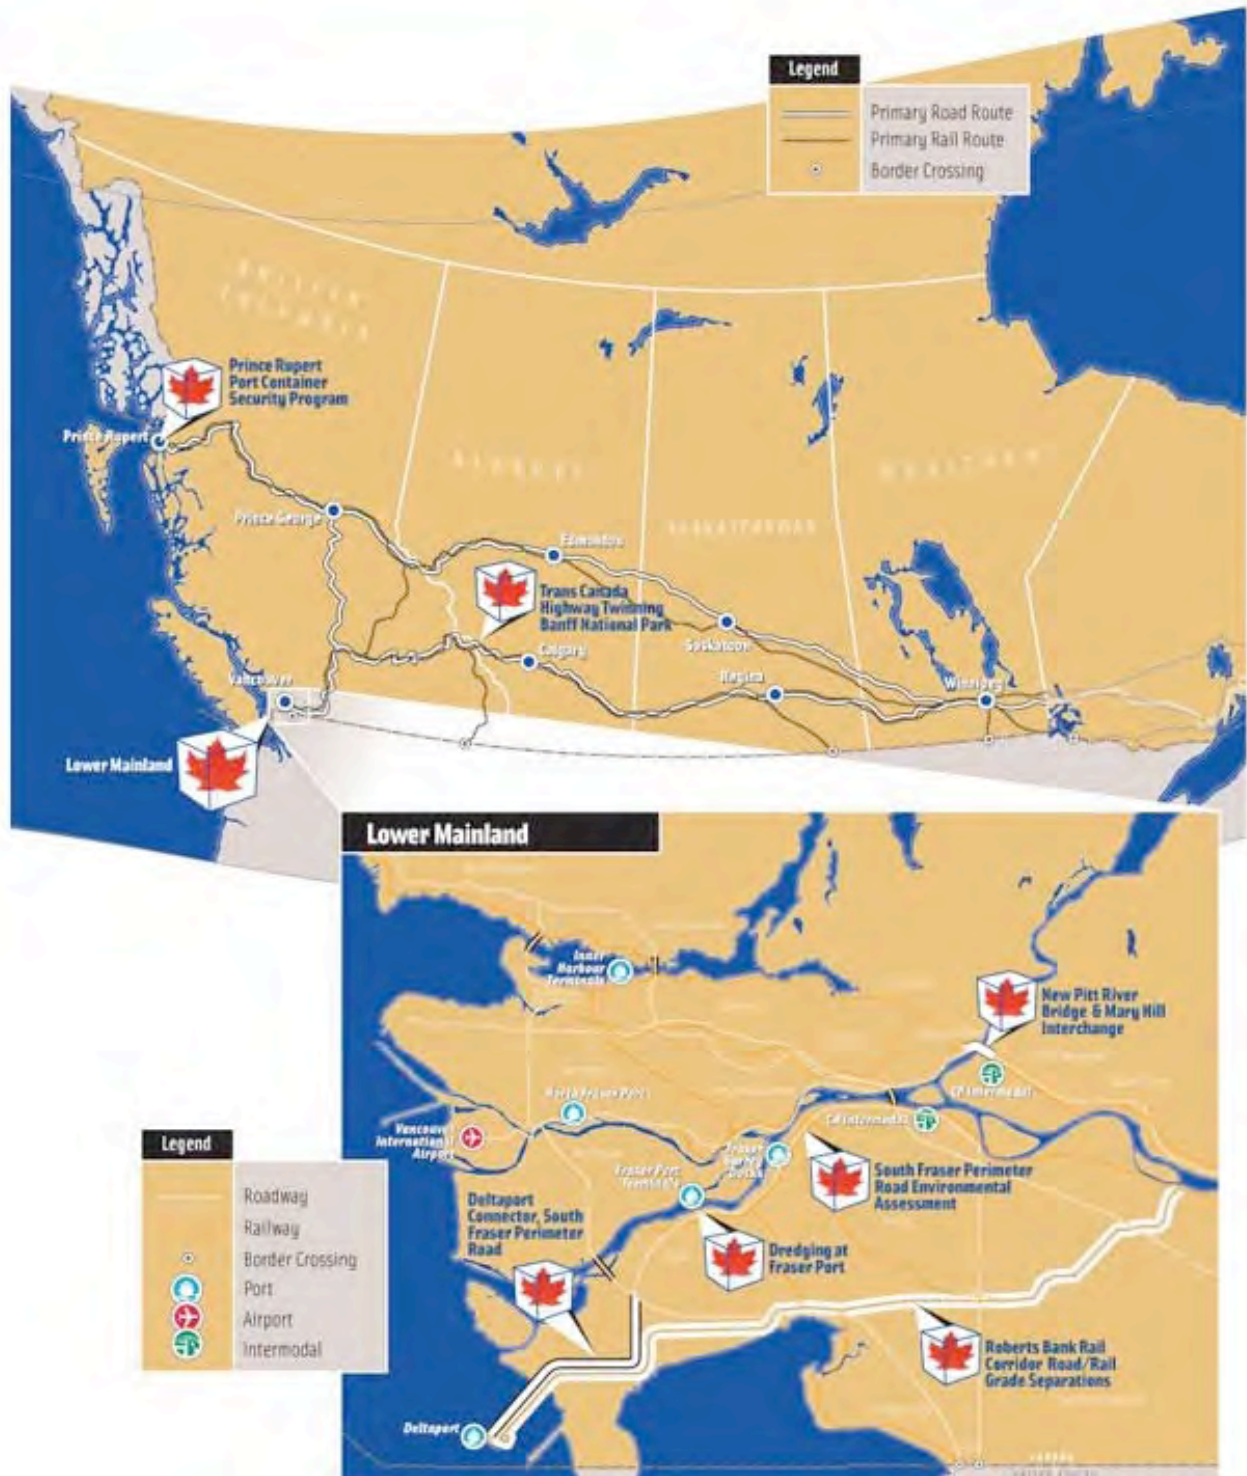 Legend
Primary Road Route
Primary Rail Route
Border Crossing
BRITISH
COLUMBIA
Prince Rupert
Port Container
Security Program
Prince Rupert
ALBERTA
MANITOBA
SASKATCHEWAN
Prince George
Edmonton
Trans Canada
Highway Twinning
Banff National Park
Saskatoon
Calgary
Regina
Winnipeg
Vancouver
Lower Mainland
Lower Mainland
Inner
Harbour
Terminals
New Pitt River
Bridge & Mary Hill
Interchange
CP Intermodal
North Fraser Port
CN Intermodal
Vancouver
International
Airport
Fraser
Surrey
Docks
Fraser Port
Terminals
South Fraser Perimeter
Road Environmental
Assessment
Deltaport
Connector, South
Fraser Perimeter
Road
Dredging at
Fraser Port
Roberts Bank Rail
Corridor Road/Rail
Grade Separations
Deltaport
Legend
Roadway
Railway
Border Crossing
Port
Airport
Intermodal